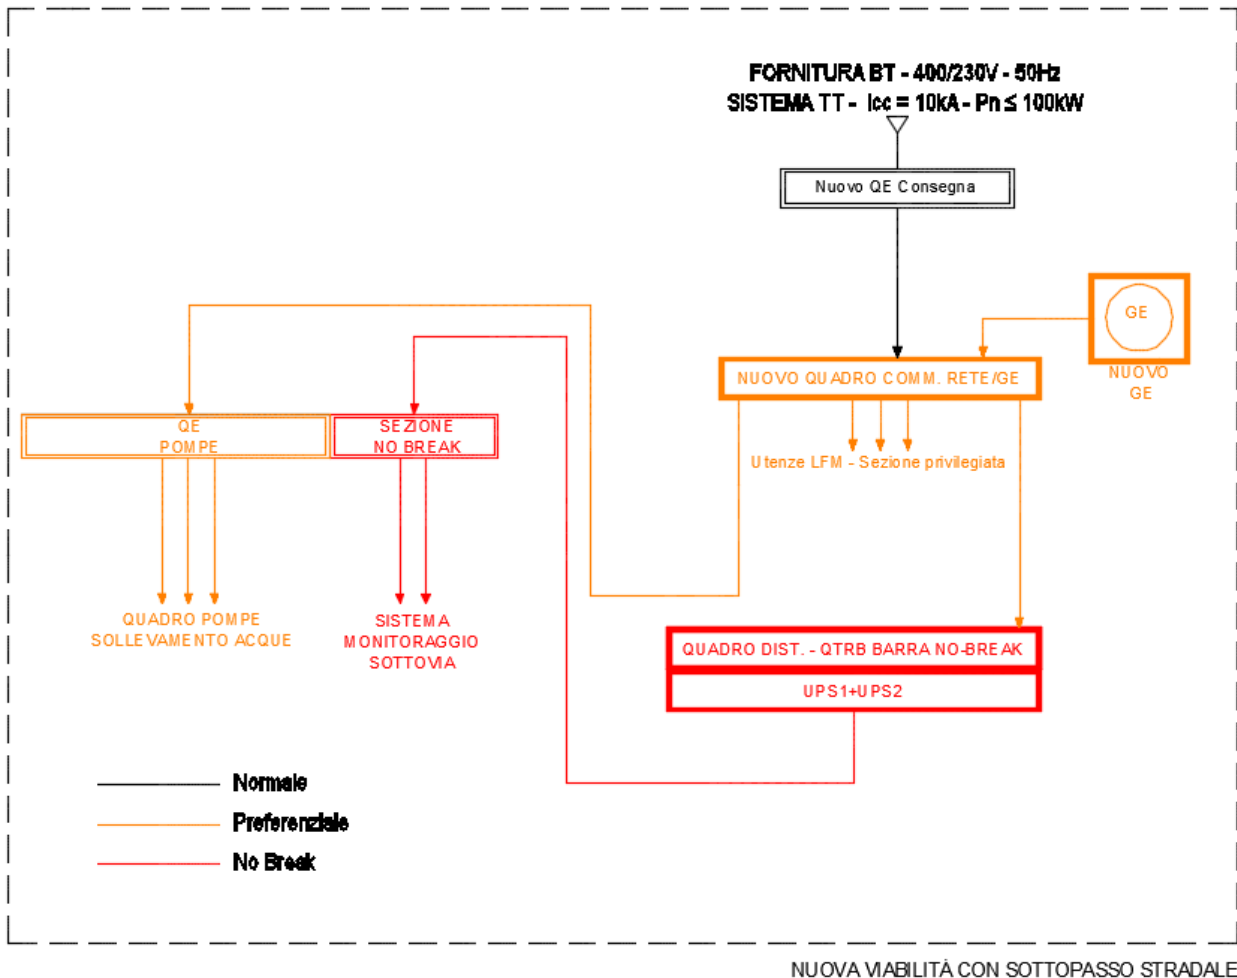 FORNITURA BT - 400/230V - 50Hz
SISTEMA TT - Icc = 10kA - Pn ≤ 100kW
Nuovo QE Consegna
GE
NUOVO
GE
NUOVO QUADRO COMM. RETE/GE
Utenze LFM - Sezione privilegiata
QE
POMPE
SEZIONE
NO BREAK
QUADRO POMPE
SOLLEVAMENTO ACQUE
SISTEMA
MONITORAGGIO
SOTTOVIA
QUADRO DIST. - QTRB BARRA NO-BREAK
UPS1+UPS2
Normale
Preferenziale
No Break
NUOVA VIABILITÀ CON SOTTOPASSO STRADALE